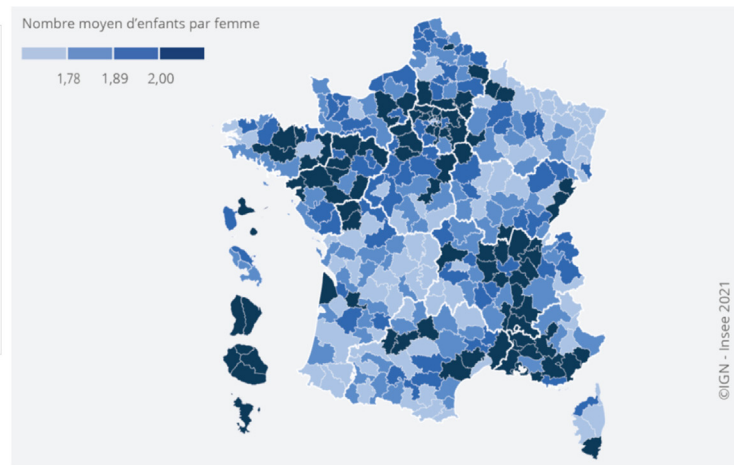 Nombre moyen d’enfants par femme
1,78 1,89 2,00
©IGN - Insee 2021